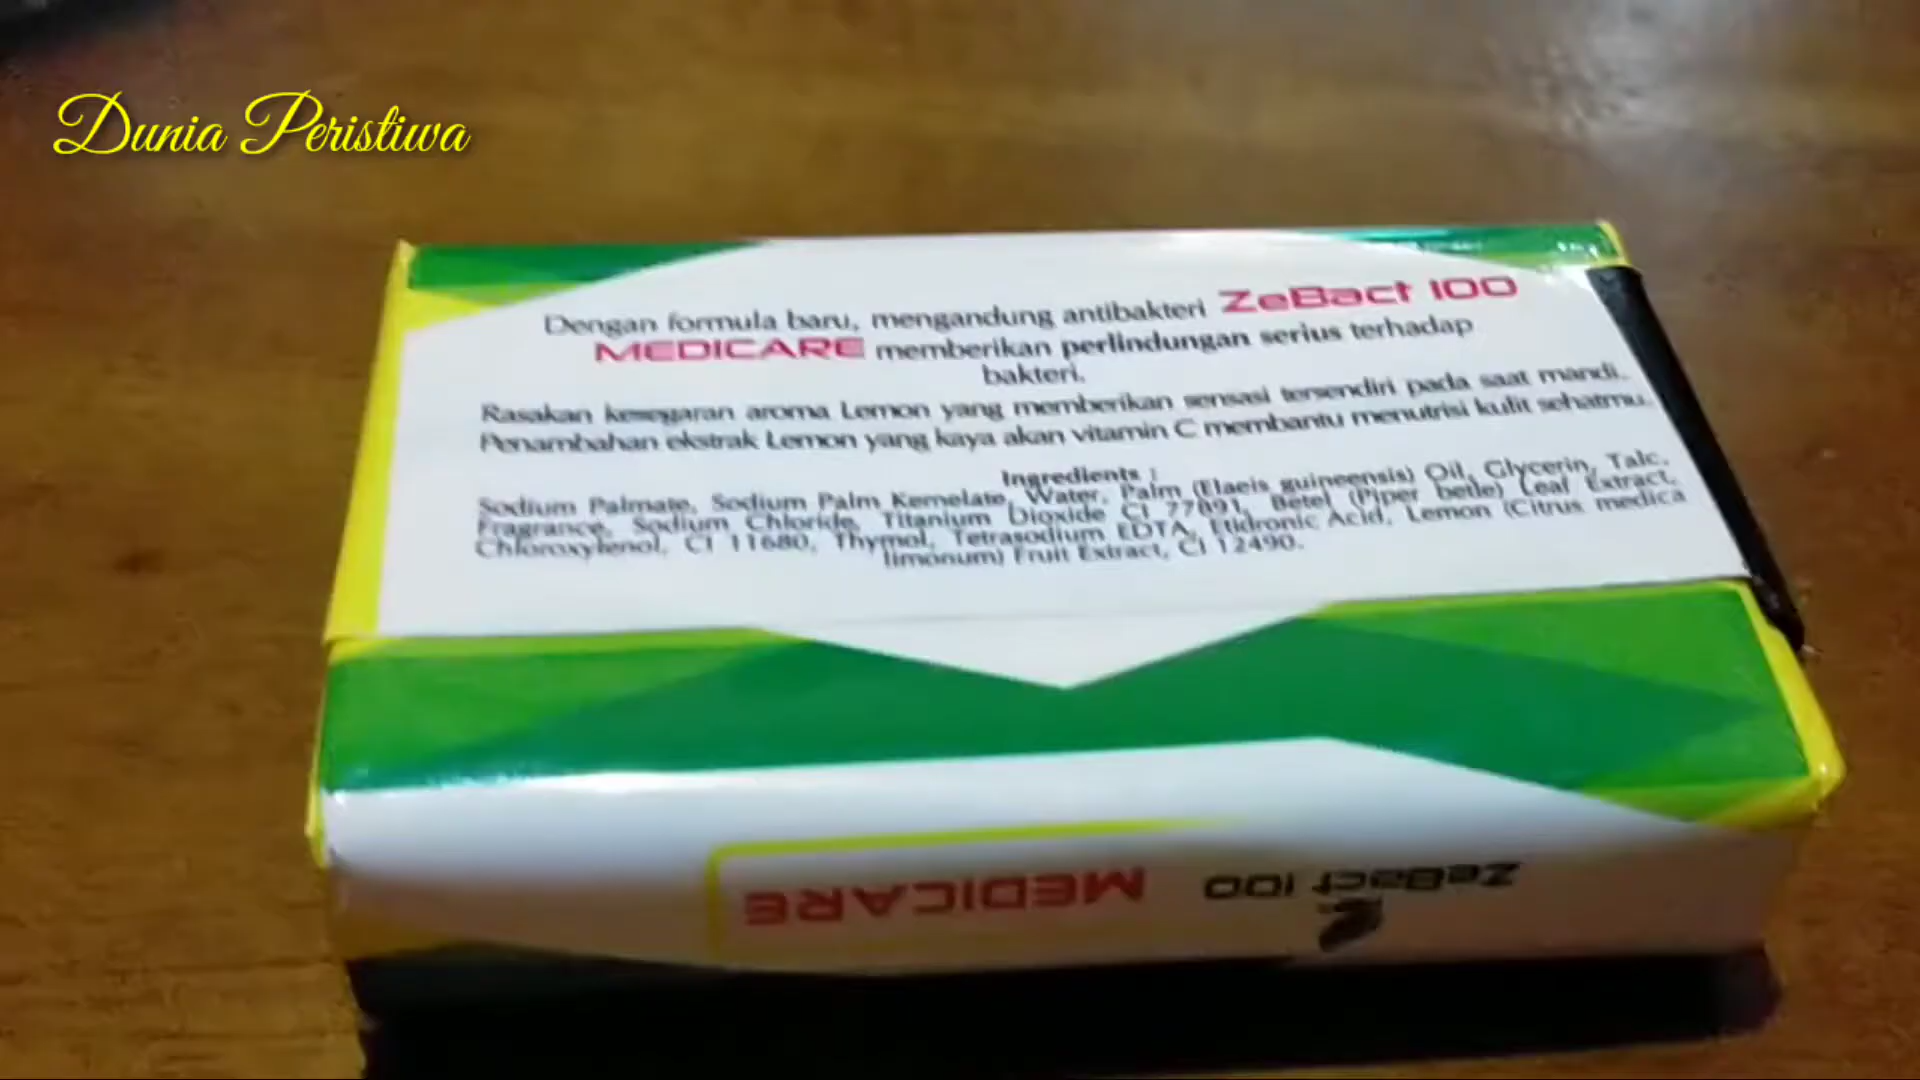 Dunia Peristiwa
Dengan formula baru, mengandung antibakteri ZeBact 100
MEDICARE memberikan perlindungan serius terhadap
bakteri.
Rasakan kesegaran aroma Lemon yang memberikan sensasi tersendiri pada saat mandi.
Penambahan ekstrak Lemon yang kaya akan vitamin C membantu menutrisi kulit sehatmu.
Ingredients :
Sodium Palmate, Sodium Palm Kernelate, Water, Palm (Elaeis guineensis) Oil, Glycerin, Talc,
Fragrance, Sodium Chloride, Titanium Dioxide CI 77891, Betel (Piper betle) Leaf Extract,
Chloroxylenol, CI 11680, Thymol, Tetrasodium EDTA, Etidronic Acid, Lemon (Citrus medica
limonum) Fruit Extract, CI 12490.
ZeBact 100 MEDICARE